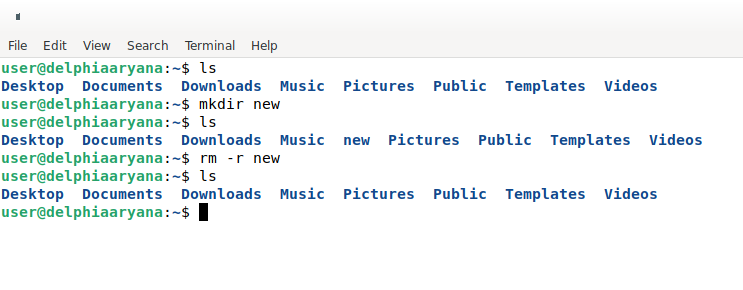 File Edit View Search Terminal Help
user@delphiaaryana:~$ ls
Desktop Documents Downloads Music Pictures Public Templates Videos
user@delphiaaryana:~$ mkdir new
user@delphiaaryana:~$ ls
Desktop Documents Downloads Music new Pictures Public Templates Videos
user@delphiaaryana:~$ rm -r new
user@delphiaaryana:~$ ls
Desktop Documents Downloads Music Pictures Public Templates Videos
user@delphiaaryana:~$